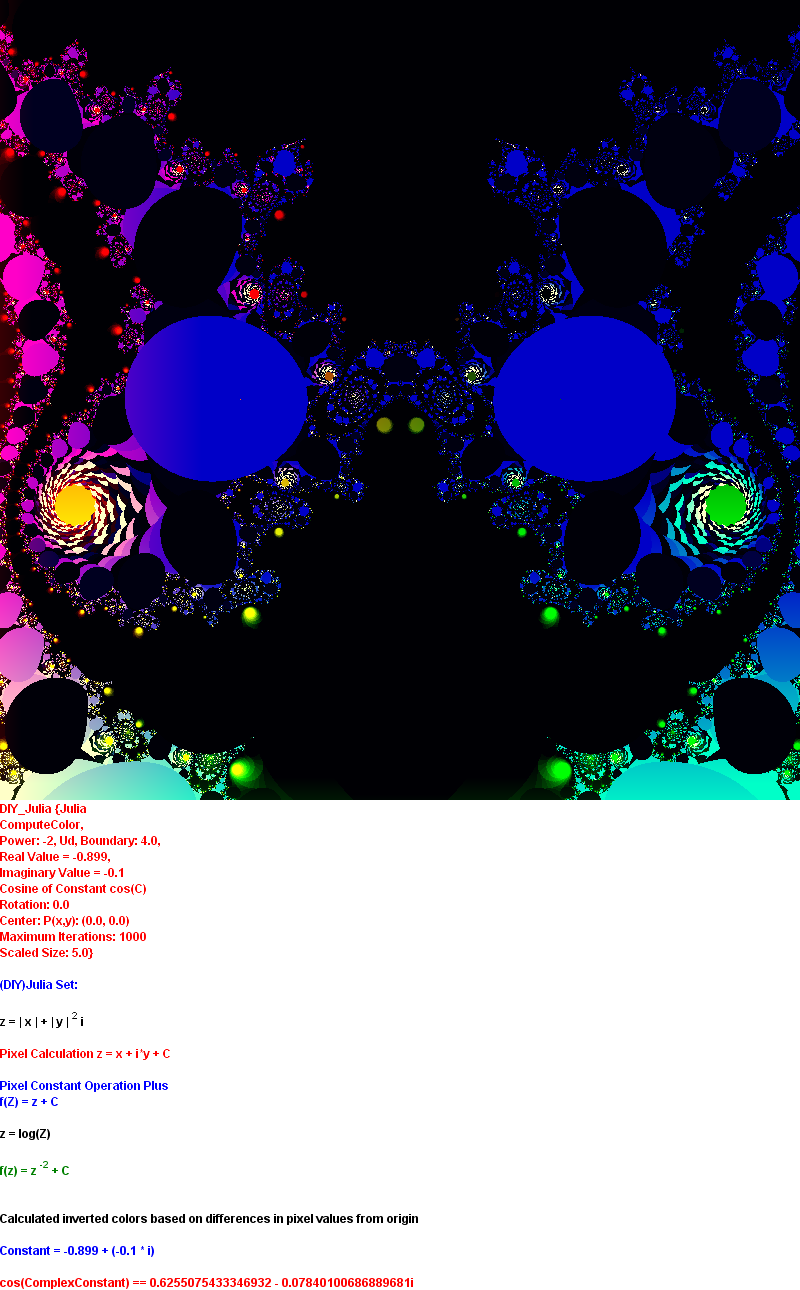 DIY_Julia {Julia
ComputeColor,
Power: -2, Ud, Boundary: 4.0,
Real Value = -0.899,
Imaginary Value = -0.1
Cosine of Constant cos(C)
Rotation: 0.0
Center: P(x,y): (0.0, 0.0)
Maximum Iterations: 1000
Scaled Size: 5.0}
(DIY)Julia Set:
z = | x | + | y | 2 i
Pixel Calculation z = x + i*y + C
Pixel Constant Operation Plus
f(Z) = z + C
z = log(Z)
f(z) = z -2 + C
Calculated inverted colors based on differences in pixel values from origin
Constant = -0.899 + (-0.1 * i)
cos(ComplexConstant) == 0.6255075433346932 - 0.07840100686889681i